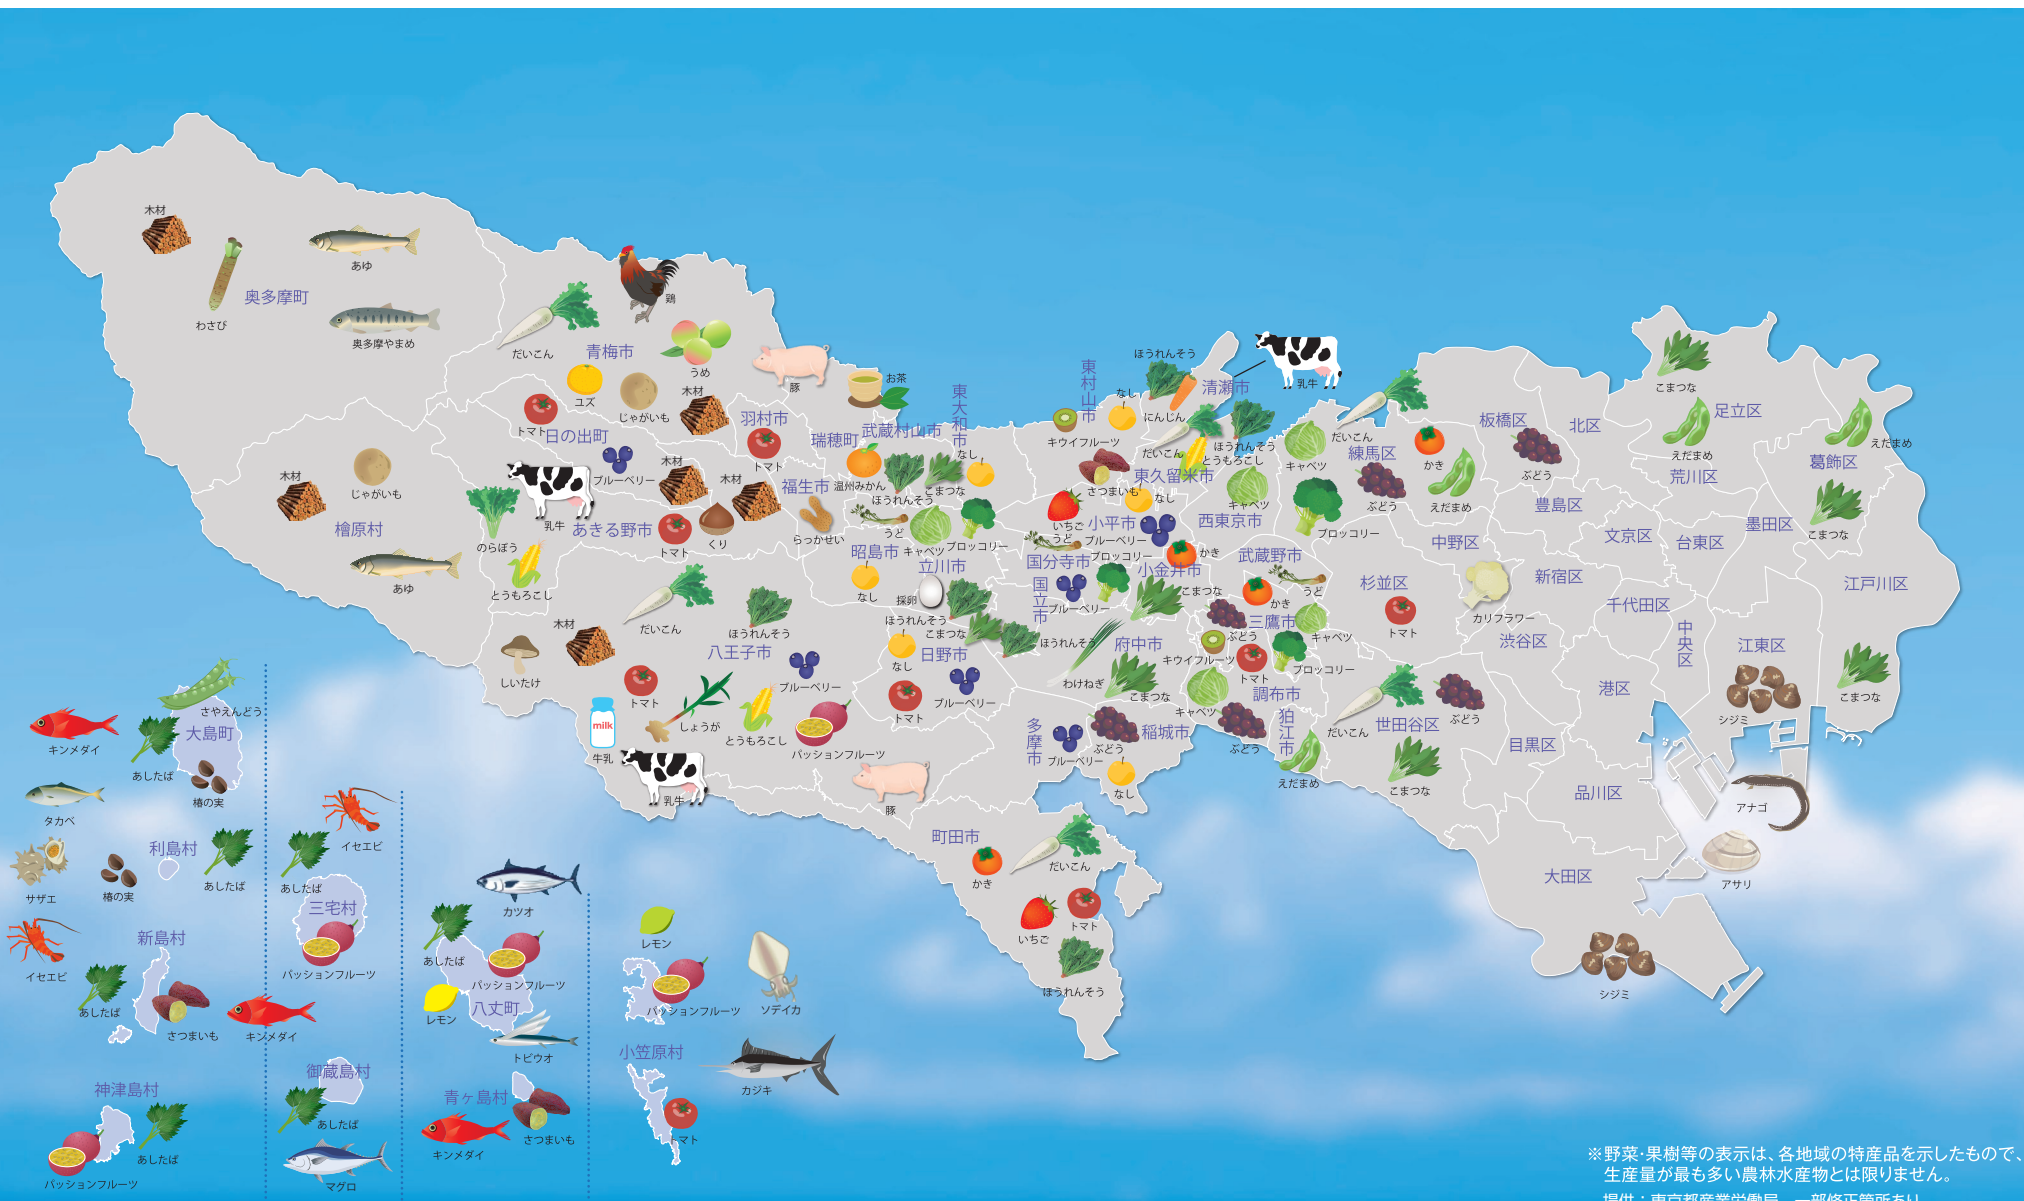 木材
わさび
あゆ
奥多摩町
奥多摩やまめ
だいこん
鶏
青梅市
うめ
ユズ
じゃがいも
木材
豚
お茶
トマト
日の出町
ブルーベリー
羽村市
トマト
瑞穂町
武蔵村山市
東大和市
なし
温州みかん
ほうれんそう
こまつな
木材
じゃがいも
檜原村
あゆ
乳牛
のらぼう
とうもろこし
あきる野市
木材
木材
トマト
くり
福生市
らっかせい
うど
キャベツ
ブロッコリー
昭島市
なし
立川市
採卵
ほうれんそう
こまつな
東村山市
キウイフルーツ
なし
さつまいも
ほうれんそう
にんじん
清瀬市
乳牛
だいこん
ほうれんそう
とうもろこし
東久留米市
なし
いちご
うど
小平市
ブルーベリー
ブロッコリー
西東京市
キャベツ
キャベツ
だいこん
練馬区
かき
ぶどう
えだまめ
ブロッコリー
板橋区
ぶどう
北区
こまつな
足立区
えだまめ
荒川区
えだまめ
葛飾区
こまつな
豊島区
文京区
台東区
墨田区
江戸川区
こまつな
国分寺市
国立市
ブルーベリー
小金井市
かき
こまつな
武蔵野市
かき
うど
三鷹市
ぶどう
キャベツ
キウイフルーツ
トマト
ブロッコリー
杉並区
トマト
中野区
カリフラワー
新宿区
千代田区
渋谷区
中央区
江東区
シジミ
港区
しいたけ
木材
だいこん
ほうれんそう
八王子市
ブルーベリー
トマト
牛乳
milk
しょうが
とうもろこし
パッションフルーツ
乳牛
なし
日野市
ほうれんそう
トマト
ブルーベリー
府中市
わけねぎ
こまつな
調布市
キャベツ
ぶどう
狛江市
えだまめ
だいこん
世田谷区
ぶどう
こまつな
目黒区
品川区
アナゴ
アサリ
大田区
シジミ
多摩市
ブルーベリー
稲城市
ぶどう
なし
豚
町田市
かき
だいこん
いちご
トマト
ほうれんそう
さやえんどう
キンメダイ
あしたば
大島町
椿の実
タカベ
サザエ
椿の実
利島村
あしたば
イセエビ
新島村
あしたば
さつまいも
キンメダイ
神津島村
パッションフルーツ
あしたば
イセエビ
あしたば
三宅村
パッションフルーツ
御蔵島村
あしたば
マグロ
カツオ
あしたば
パッションフルーツ
レモン
八丈町
トビウオ
青ヶ島村
キンメダイ
さつまいも
レモン
パッションフルーツ
ソデイカ
小笠原村
カジキ
トマト
※野菜・果樹等の表示は、各地域の特産品を示したもので、
生産量が最も多い農林水産物とは限りません。
提供：東京都産業労働局　一部修正箇所あり